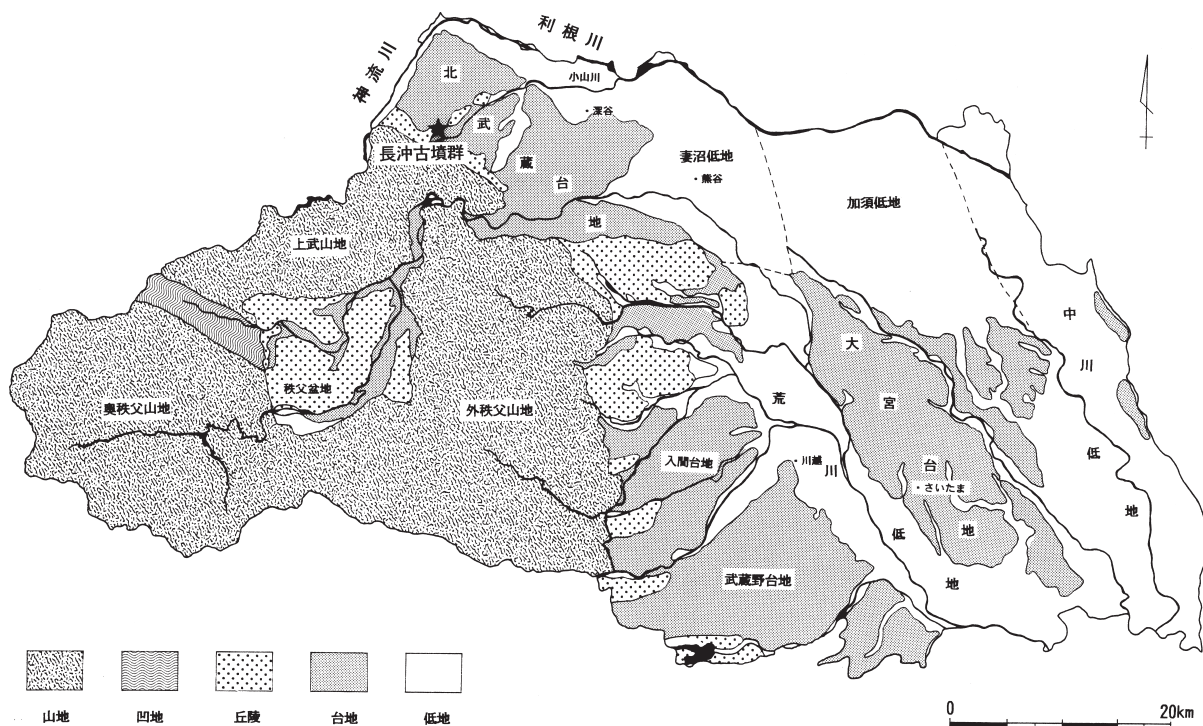 利根川
神流川
小山川
北武蔵台地
・深谷
長沖古墳群
妻沼低地
・熊谷
加須低地
上武山地
中川低地
大宮台地
秩父盆地
奥秩父山地
外秩父山地
荒川低地
入間台地
・川越
・さいたま
武蔵野台地
山地
凹地
丘陵
台地
低地
0
20km